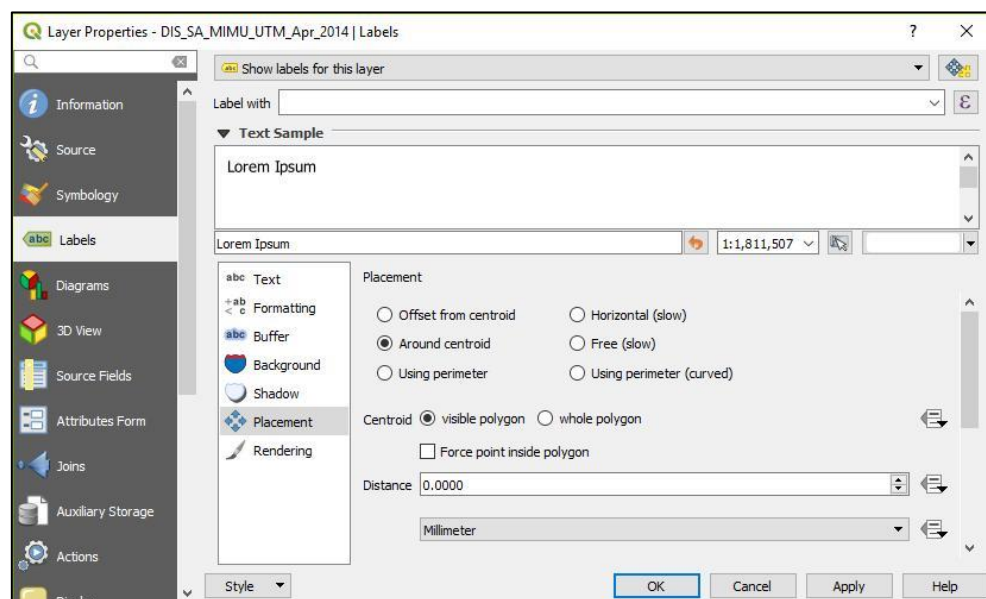 Layer Properties - DIS_SA_MIMU_UTM_Apr_2014 | Labels
? X
Information
Source
Symbology
abc Labels
Diagrams
3D View
Source Fields
Attributes Form
Joins
Auxiliary Storage
Actions
abc Show labels for this layer
Label with
ε
Text Sample
Lorem Ipsum
Lorem Ipsum
1:1,811,507
abc Text
+ab < c Formatting
abc Buffer
Background
Shadow
Placement
Rendering
Placement
Offset from centroid
Horizontal (slow)
Around centroid
Free (slow)
Using perimeter
Using perimeter (curved)
Centroid visible polygon whole polygon
Force point inside polygon
Distance 0.0000
Millimeter
Style
OK
Cancel
Apply
Help